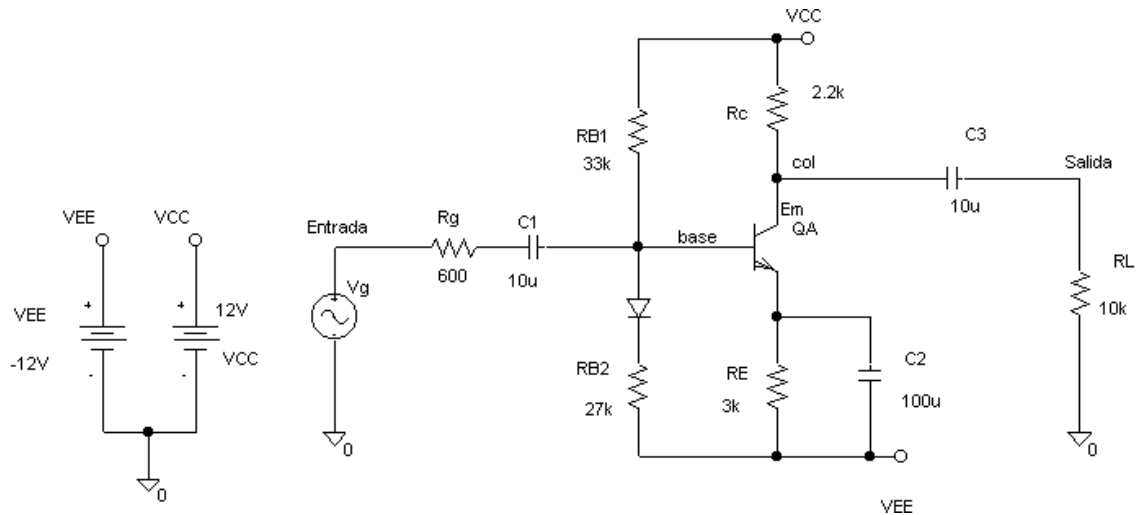 VCC
2.2k
Rc
RB1
33k
C3
col
Salida
10u
VEE
VCC
Entrada
Rg
C1
Em
QA
base
600
10u
RL
Vg
10k
+
+
12V
VEE
-12V
VCC
-
-
+
-
RB2
27k
RE
3k
C2
100u
0
0
0
VEE